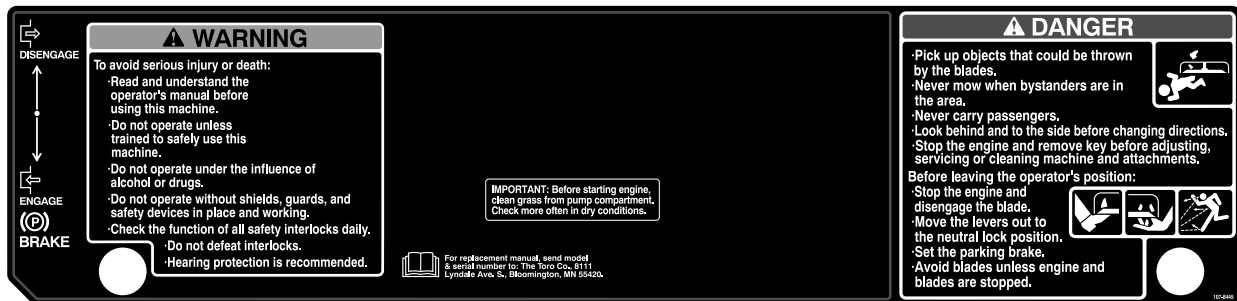 DISENGAGE
ENGAGE
(P)
BRAKE
WARNING
To avoid serious injury or death:
·Read and understand the
operator's manual before
using this machine.
·Do not operate unless
trained to safely use this
machine.
·Do not operate under the influence of
alcohol or drugs.
·Do not operate without shields, guards, and
safety devices in place and working.
·Check the function of all safety interlocks daily.
·Do not defeat interlocks.
·Hearing protection is recommended.
IMPORTANT: Before starting engine,
clean grass from pump compartment.
Check more often in dry conditions.
For replacement manual, send model
& serial number to: The Toro Co., 8111
Lyndale Ave. S., Bloomington, MN 55420.
DANGER
·Pick up objects that could be thrown
by the blades.
·Never mow when bystanders are in
the area.
·Never carry passengers.
·Look behind and to the side before changing directions.
·Stop the engine and remove key before adjusting,
servicing or cleaning machine and attachments.
Before leaving the operator's position:
·Stop the engine and
disengage the blade.
·Move the levers out to
the neutral lock position.
·Set the parking brake.
·Avoid blades unless engine and
blades are stopped.
107-8445